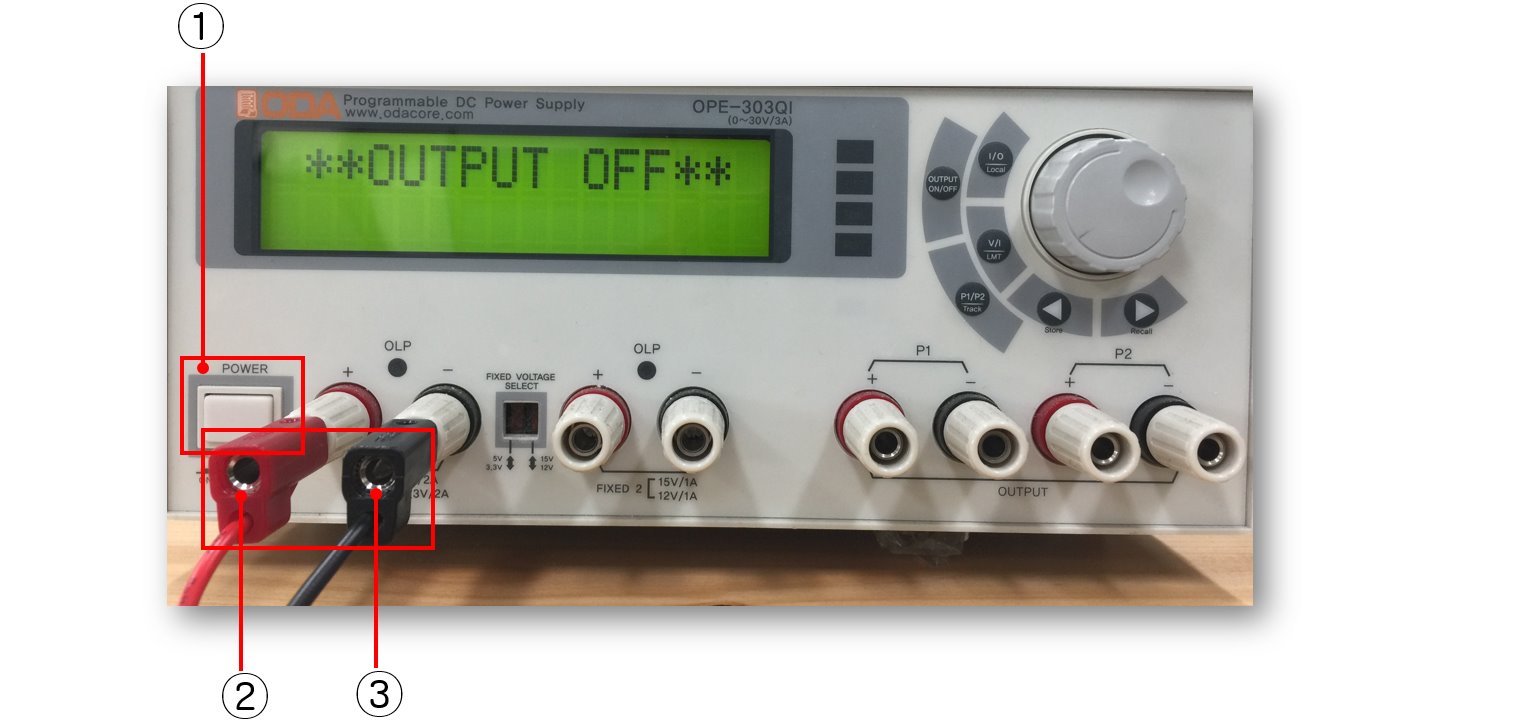 ①
ODA Programmable DC Power Supply
www.odacore.com
OPE-303QI
(0~30V/3A)
**OUTPUT OFF**
OUTPUT
ON/OFF
I/O
Local
V/I
LMT
P1/P2
Track
Store
Recall
POWER
+
OLP
-
FIXED VOLTAGE
SELECT
5V
3,3V
15V
12V
+
OLP
-
P1
+
-
P2
+
-
/2A
3V/2A
FIXED 2
15V/1A
12V/1A
OUTPUT
②
③